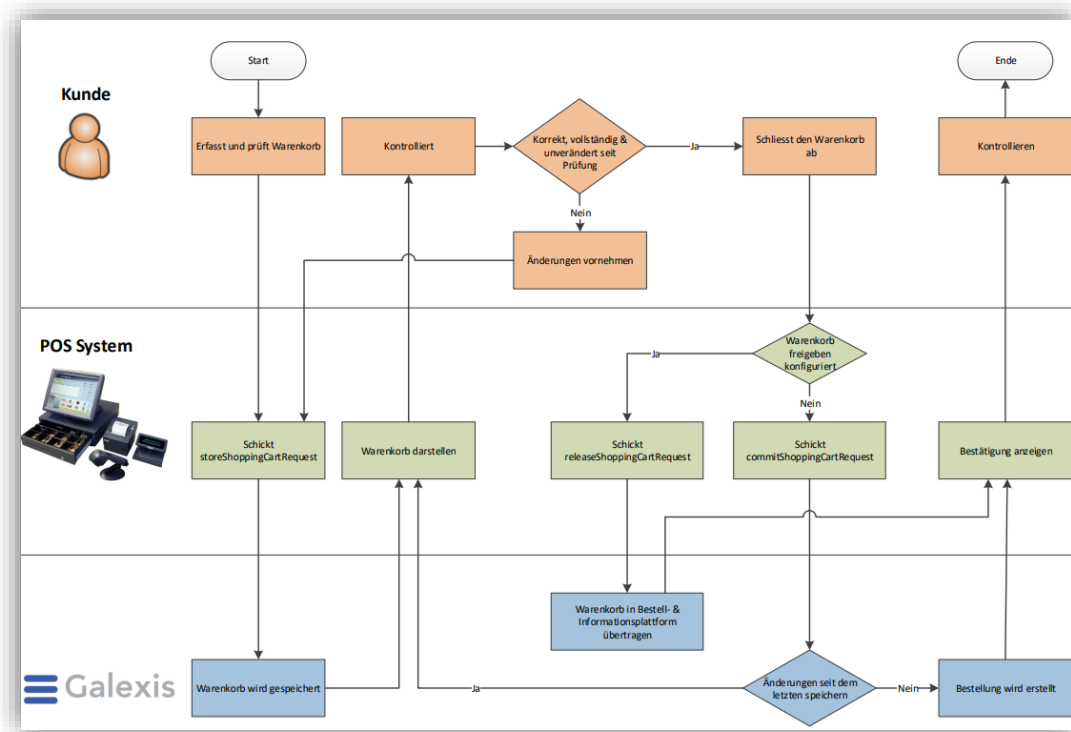 Start
Ende
Kunde
Erfasst und prüft Warenkorb
Kontrolliert
Korrekt, vollständig &
unverändert seit
Prüfung
Ja
Schliesst den Warenkorb
ab
Kontrollieren
Nein
Änderungen vornehmen
POS System
Warenkorb
freigeben
konfiguriert
Ja
Nein
Schickt
storeShoppingCartRequest
Warenkorb darstellen
Schickt
releaseShoppingCartRequest
Schickt
commitShoppingCartRequest
Bestätigung anzeigen
Warenkorb in Bestell- &
Informationsplattform
übertragen
Galexis
Warenkorb wird gespeichert
Ja
Änderungen seit dem
letzten speichern
Nein
Bestellung wird erstellt